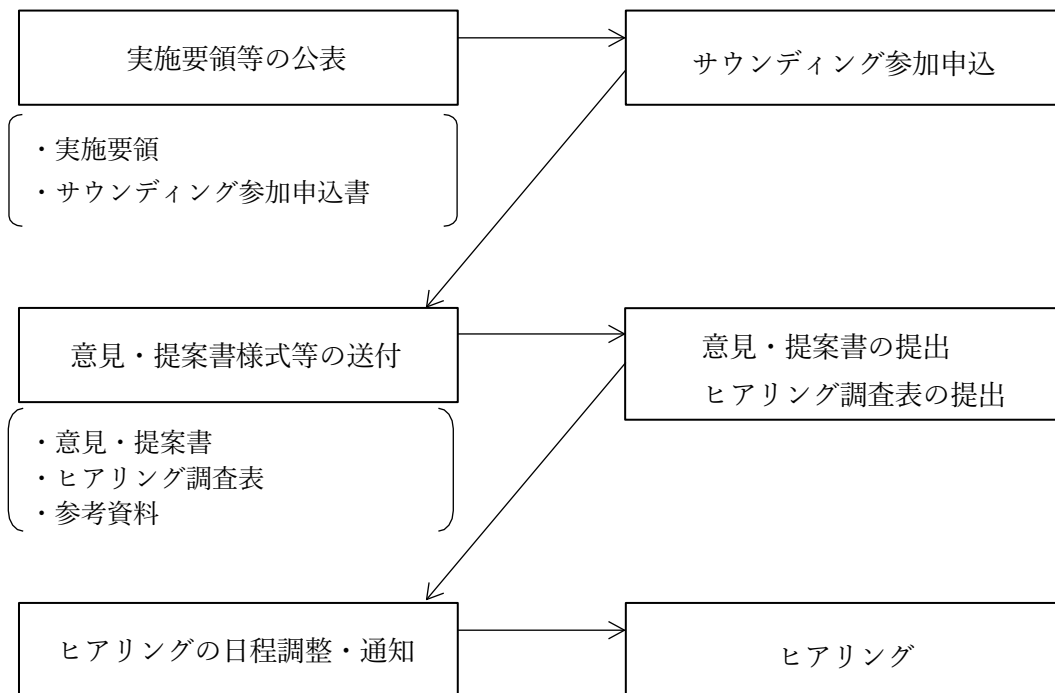 実施要領等の公表
サウンディング参加申込
・実施要領
・サウンディング参加申込書
意見・提案書様式等の送付
意見・提案書の提出
ヒアリング調査表の提出
・意見・提案書
・ヒアリング調査表
・参考資料
ヒアリングの日程調整・通知
ヒアリング